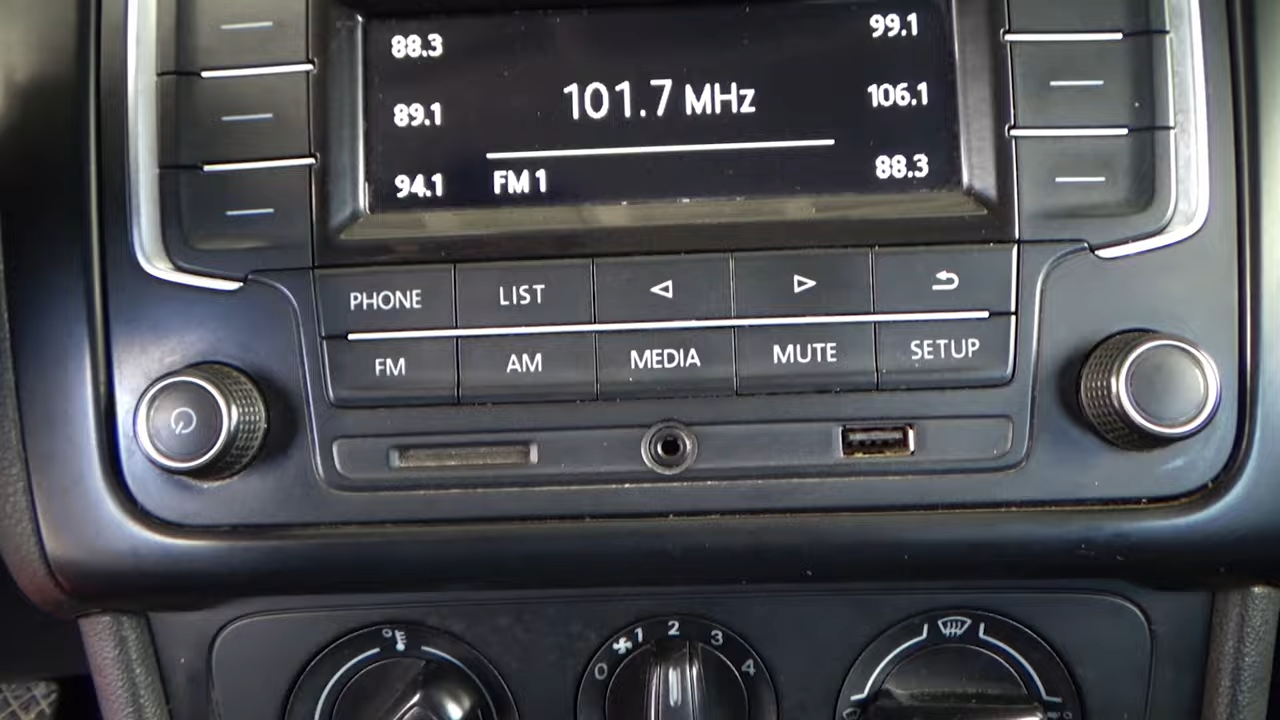 88.3
99.1
101.7 MHz
89.1
106.1
94.1
FM 1
88.3
PHONE
LIST
FM
AM
MEDIA
MUTE
SETUP
0
1
2
3
4